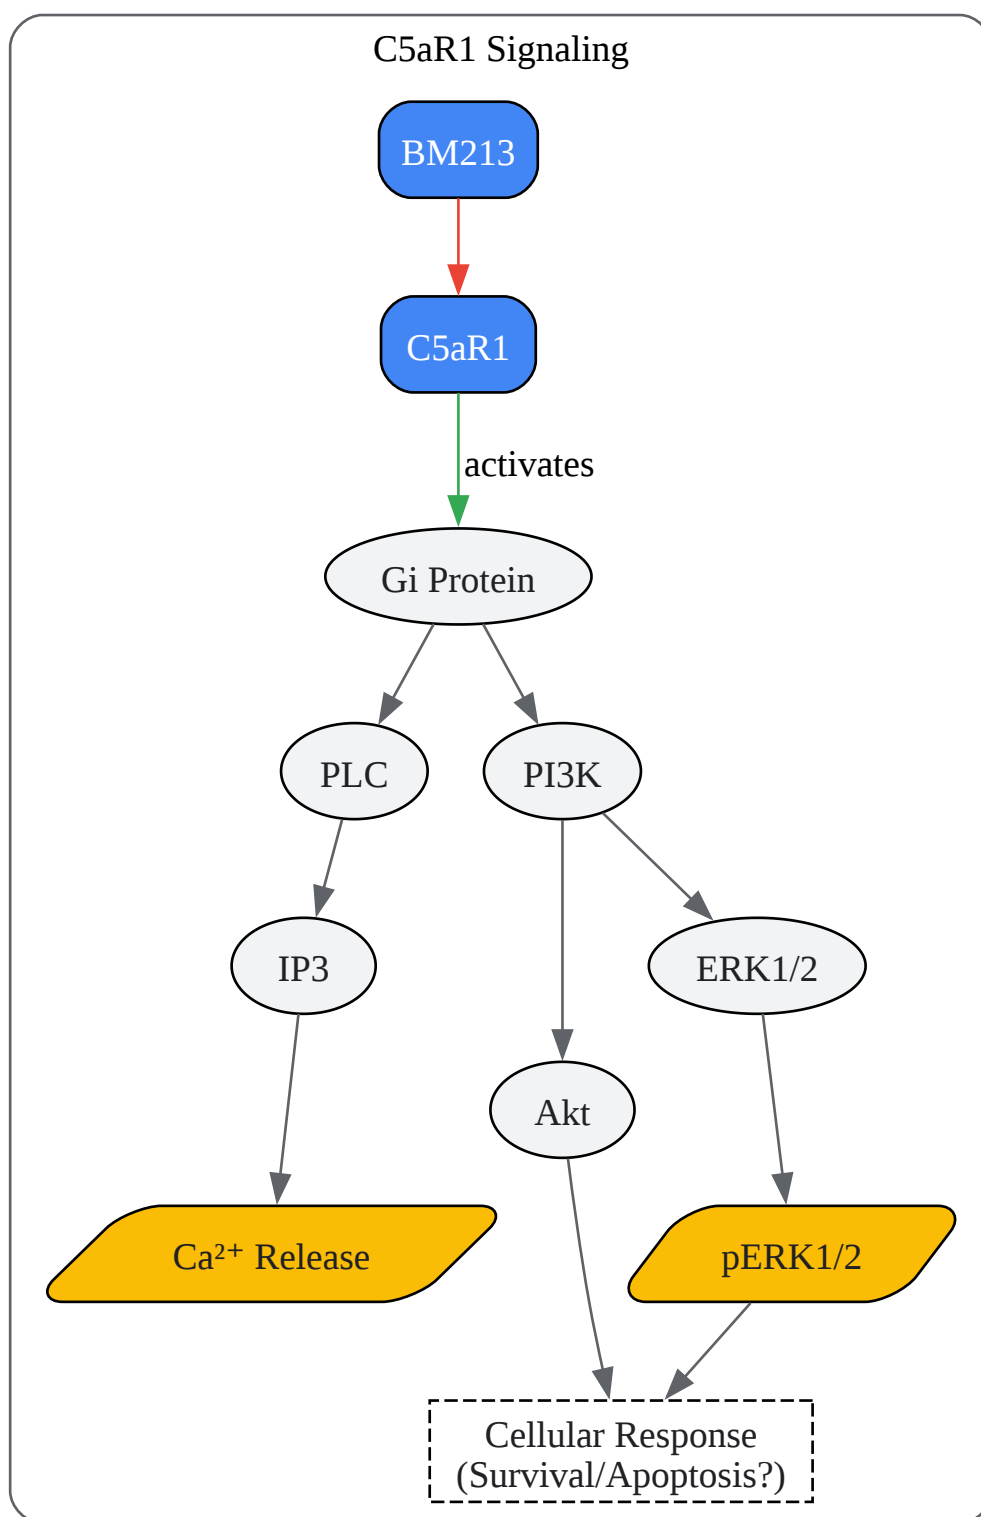 C5aR1 Signaling
BM213
C5aR1
activates
Gi Protein
PLC
PI3K
IP3
ERK1/2
Akt
Ca²⁺ Release
pERK1/2
Cellular Response
(Survival/Apoptosis?)